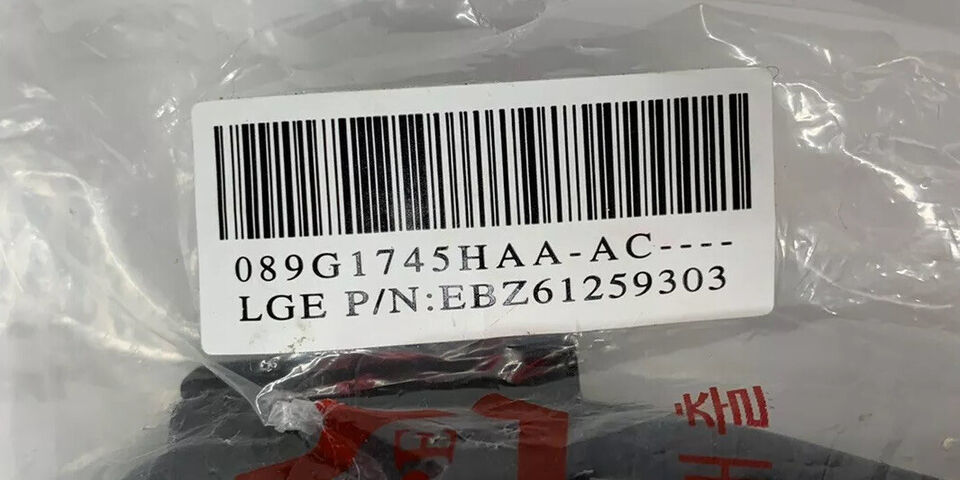 089G1745HAA-AC----
LGE P/N:EBZ61259303